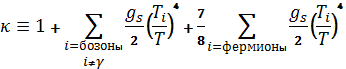 κ ≡ 1 + ∑_{i=бозоны i≠γ} g_s/2 (T_i/T)^4 + 7/8 ∑_{i=фермионы} g_s/2 (T_i/T)^4